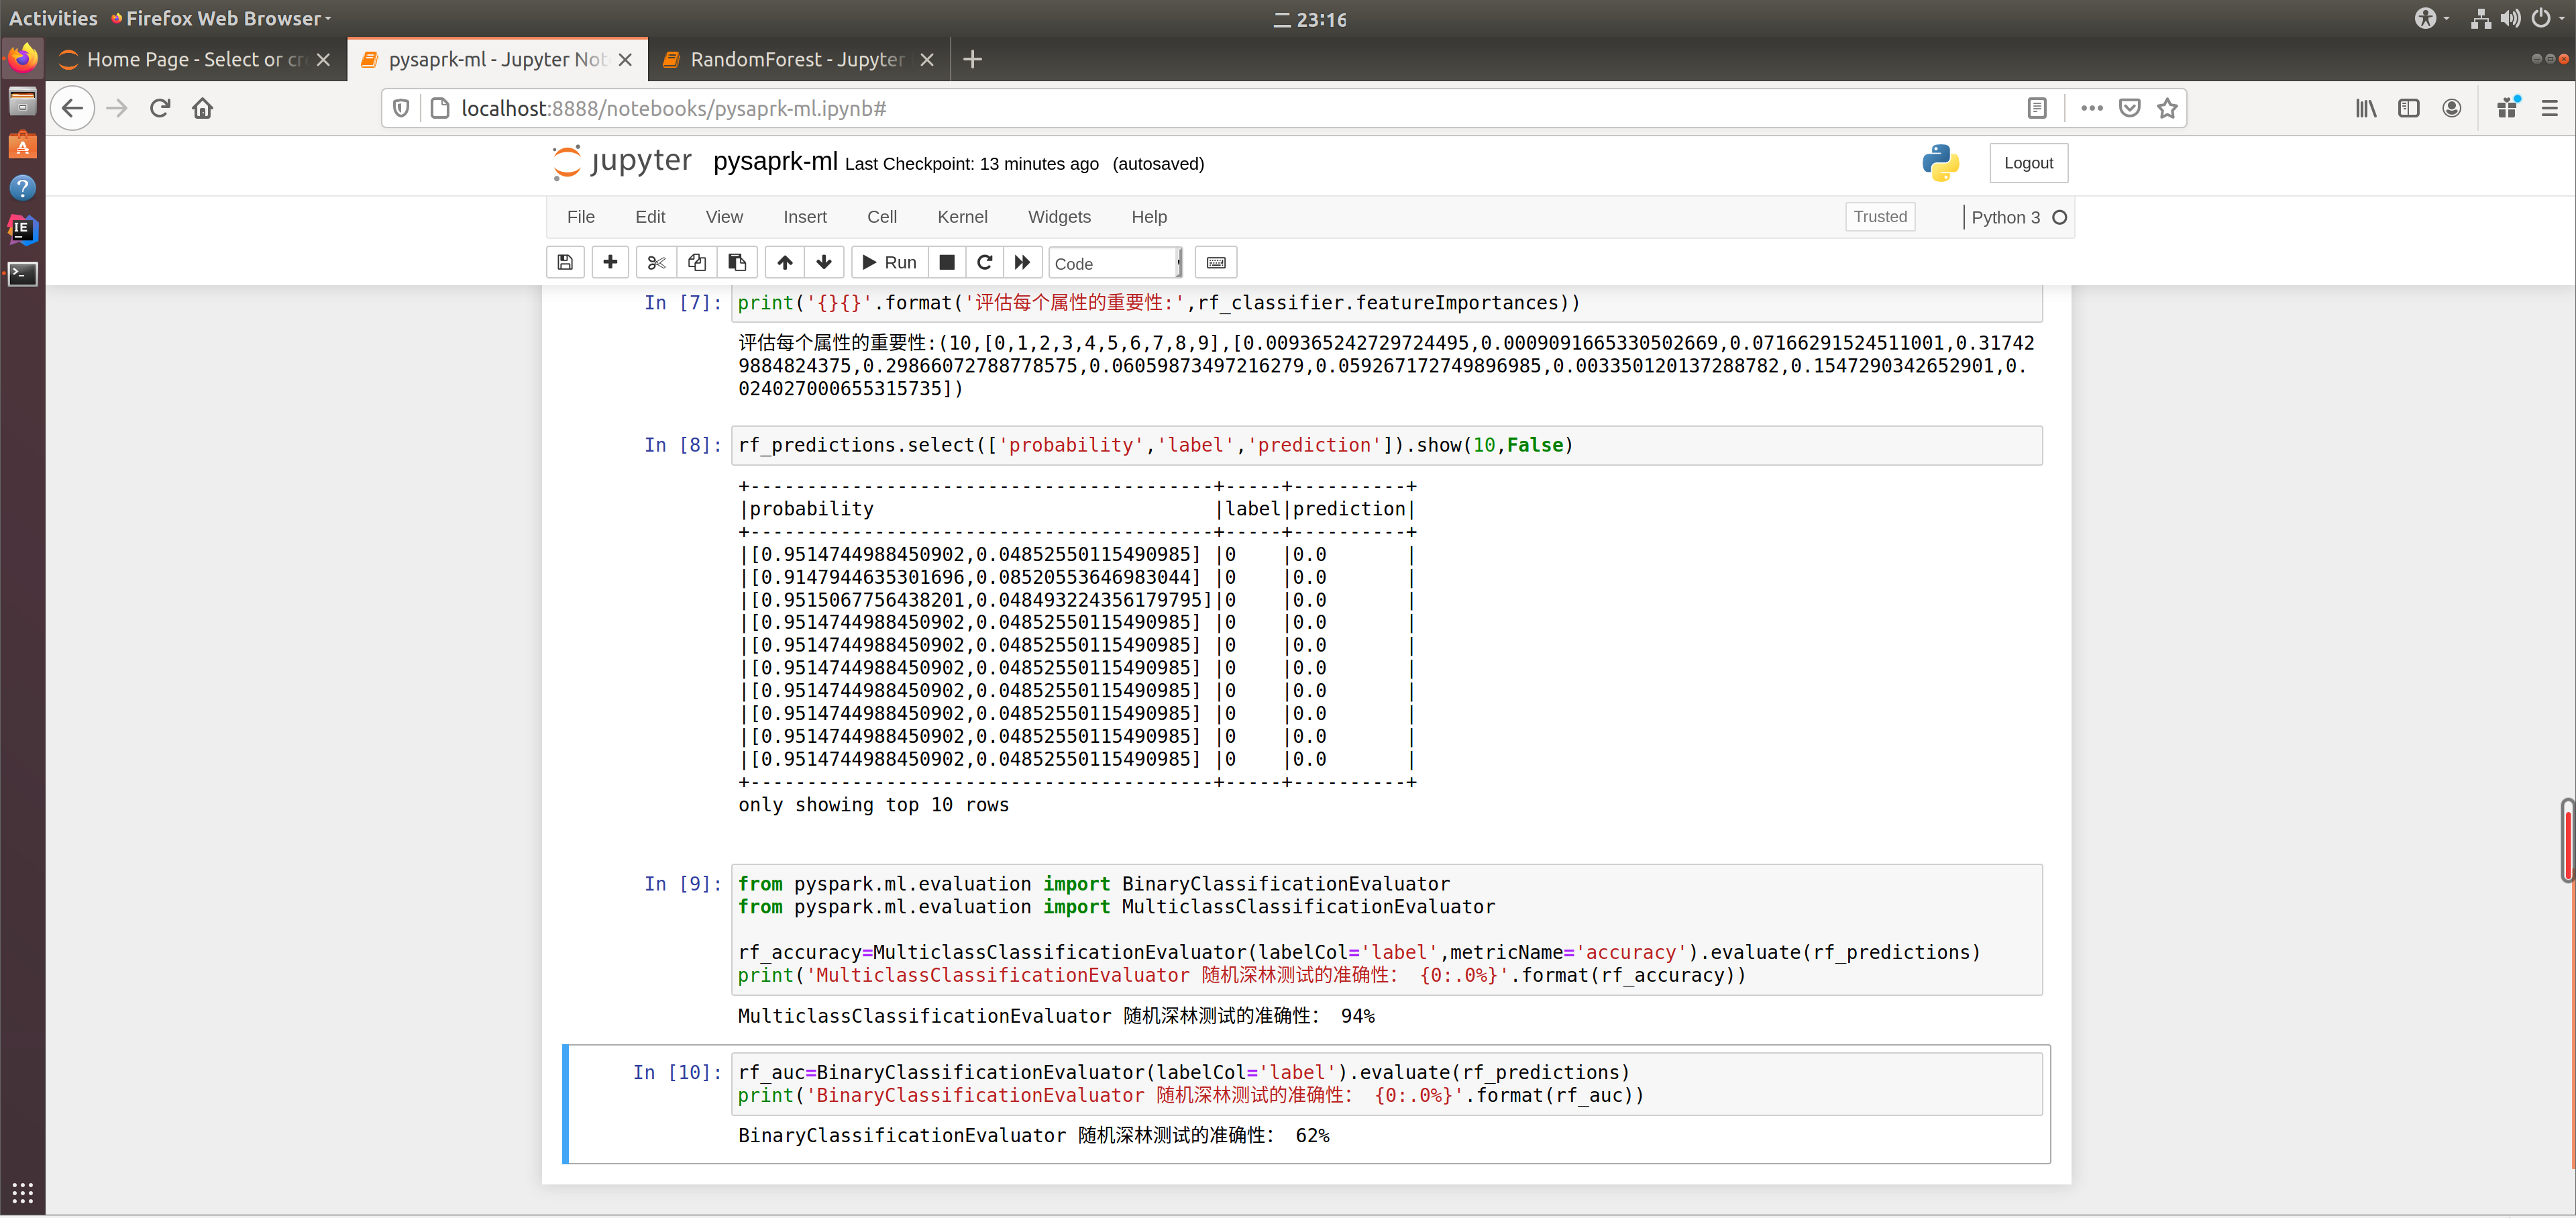 Activities Firefox Web Browser
二 23:16
Home Page - Select or cre
pysaprk-ml - Jupyter Not
RandomForest - Jupyter
localhost:8888/notebooks/pysaprk-ml.ipynb#
jupyter pysaprk-ml Last Checkpoint: 13 minutes ago (autosaved)
Logout
File Edit View Insert Cell Kernel Widgets Help
Trusted Python 3
Run Code
In [7]: print('{}{}'.format('评估每个属性的重要性:',rf_classifier.featureImportances))
评估每个属性的重要性:(10,[0,1,2,3,4,5,6,7,8,9],[0.009365242729724495,0.0009091665330502669,0.07166291524511001,0.31742
9884824375,0.29866072788778575,0.06059873497216279,0.059267172749896985,0.003350120137288782,0.1547290342652901,0.
024027000655315735])
In [8]: rf_predictions.select(['probability','label','prediction']).show(10,False)
+-----------------------------------------+-----+----------+
|probability                              |label|prediction|
+-----------------------------------------+-----+----------+
|[0.9514744988450902,0.04852550115490985] |0    |0.0       |
|[0.9147944635301696,0.08520553646983044] |0    |0.0       |
|[0.9515067756438201,0.048493224356179795]|0    |0.0       |
|[0.9514744988450902,0.04852550115490985] |0    |0.0       |
|[0.9514744988450902,0.04852550115490985] |0    |0.0       |
|[0.9514744988450902,0.04852550115490985] |0    |0.0       |
|[0.9514744988450902,0.04852550115490985] |0    |0.0       |
|[0.9514744988450902,0.04852550115490985] |0    |0.0       |
|[0.9514744988450902,0.04852550115490985] |0    |0.0       |
|[0.9514744988450902,0.04852550115490985] |0    |0.0       |
+-----------------------------------------+-----+----------+
only showing top 10 rows
In [9]: from pyspark.ml.evaluation import BinaryClassificationEvaluator
from pyspark.ml.evaluation import MulticlassClassificationEvaluator
rf_accuracy=MulticlassClassificationEvaluator(labelCol='label',metricName='accuracy').evaluate(rf_predictions)
print('MulticlassClassificationEvaluator 随机深林测试的准确性： {0:.0%}'.format(rf_accuracy))
MulticlassClassificationEvaluator 随机深林测试的准确性： 94%
In [10]: rf_auc=BinaryClassificationEvaluator(labelCol='label').evaluate(rf_predictions)
print('BinaryClassificationEvaluator 随机深林测试的准确性： {0:.0%}'.format(rf_auc))
BinaryClassificationEvaluator 随机深林测试的准确性： 62%